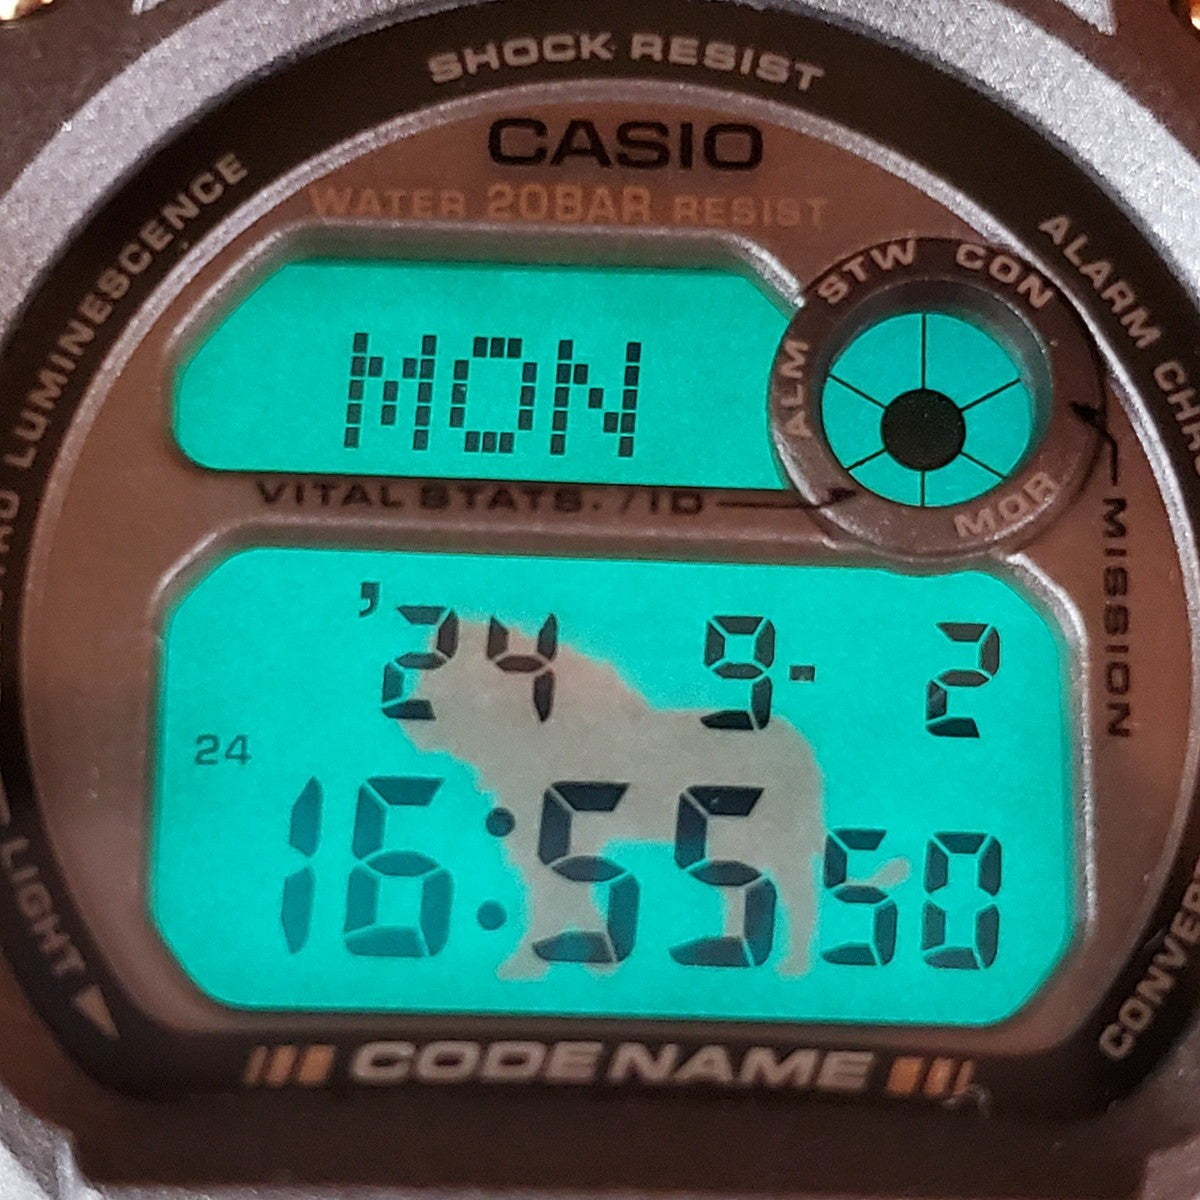 SHOCK RESIST
CASIO
WATER 20BAR RESIST
LUMINESCENCE
ALARM
STW
CON
ALM
MON
VITAL STATS./ID
MOR
MISSION
'24 9- 2
24
16:55 50
LIGHT
CODE NAME